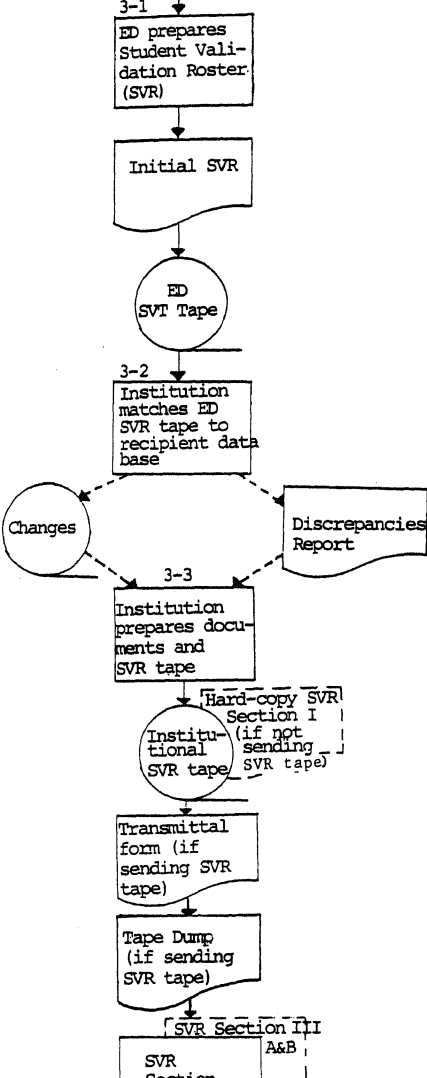 3-1
ED prepares
Student Vali-
dation Roster
(SVR)
Initial SVR
ED
SVT Tape
3-2
Institution
matches ED
SVR tape to
recipient data
base
Changes
Discrepancies
Report
3-3
Institution
prepares docu-
ments and
SVR tape
Hard-copy SVR
Section I
(if not
sending
SVR tape)
Institu-
tional
SVR tape
Transmittal
form (if
sending SVR
tape)
Tape Dump
(if sending
SVR tape)
SVR Section III
A&B
SVR
Section